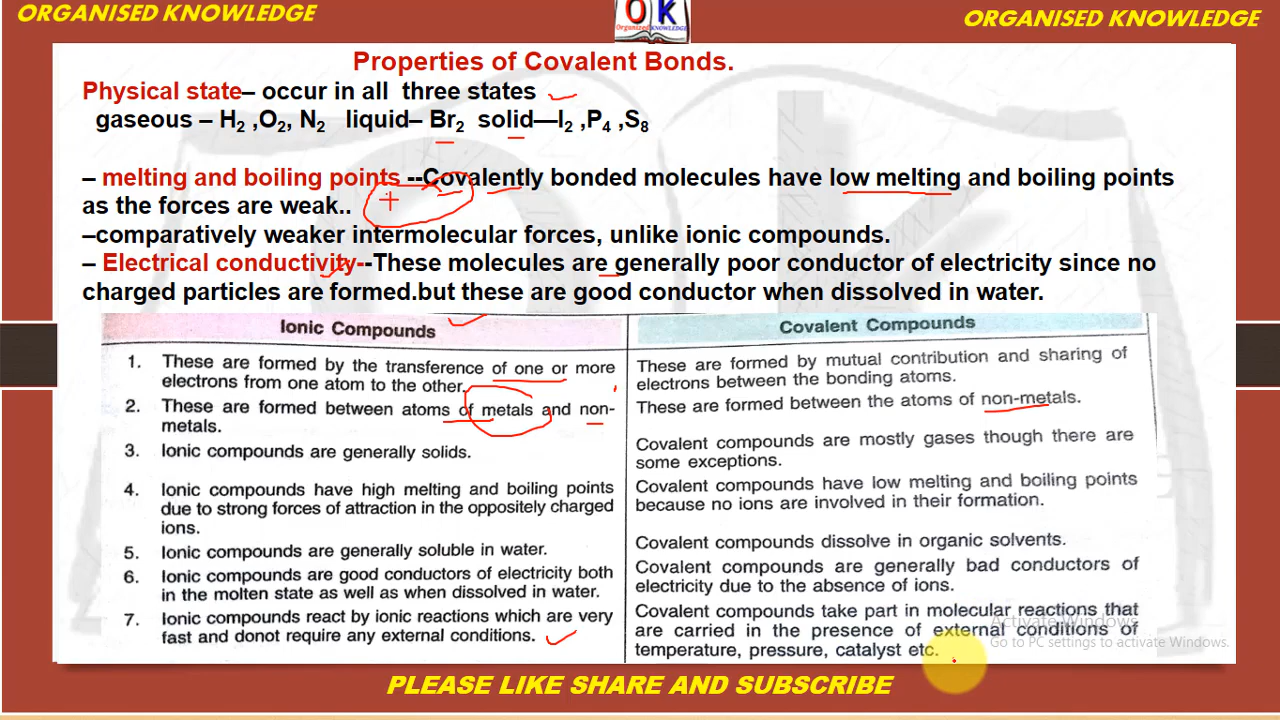 ORGANISED KNOWLEDGE
OK
Organised KNOWLEDGE
ORGANISED KNOWLEDGE
Properties of Covalent Bonds.
Physical state– occur in all three states
gaseous – H₂ ,O₂, N₂ liquid– Br₂ solid—I₂ ,P₄ ,S₈
– melting and boiling points --Covalently bonded molecules have low melting and boiling points
as the forces are weak..
–comparatively weaker intermolecular forces, unlike ionic compounds.
– Electrical conductivity--These molecules are generally poor conductor of electricity since no
charged particles are formed.but these are good conductor when dissolved in water.
Ionic Compounds
1. These are formed by the transference of one or more
electrons from one atom to the other.
2. These are formed between atoms of metals and non-
metals.
3. Ionic compounds are generally solids.
4. Ionic compounds have high melting and boiling points
due to strong forces of attraction in the oppositely charged
ions.
5. Ionic compounds are generally soluble in water.
6. Ionic compounds are good conductors of electricity both
in the molten state as well as when dissolved in water.
7. Ionic compounds react by ionic reactions which are very
fast and donot require any external conditions.
Covalent Compounds
These are formed by mutual contribution and sharing of
electrons between the bonding atoms.
These are formed between the atoms of non-metals.
Covalent compounds are mostly gases though there are
some exceptions.
Covalent compounds have low melting and boiling points
because no ions are involved in their formation.
Covalent compounds dissolve in organic solvents.
Covalent compounds are generally bad conductors of
electricity due to the absence of ions.
Covalent compounds take part in molecular reactions that
are carried in the presence of external conditions of
temperature, pressure, catalyst etc.
Activate Windows
Go to PC settings to activate Windows.
PLEASE LIKE SHARE AND SUBSCRIBE